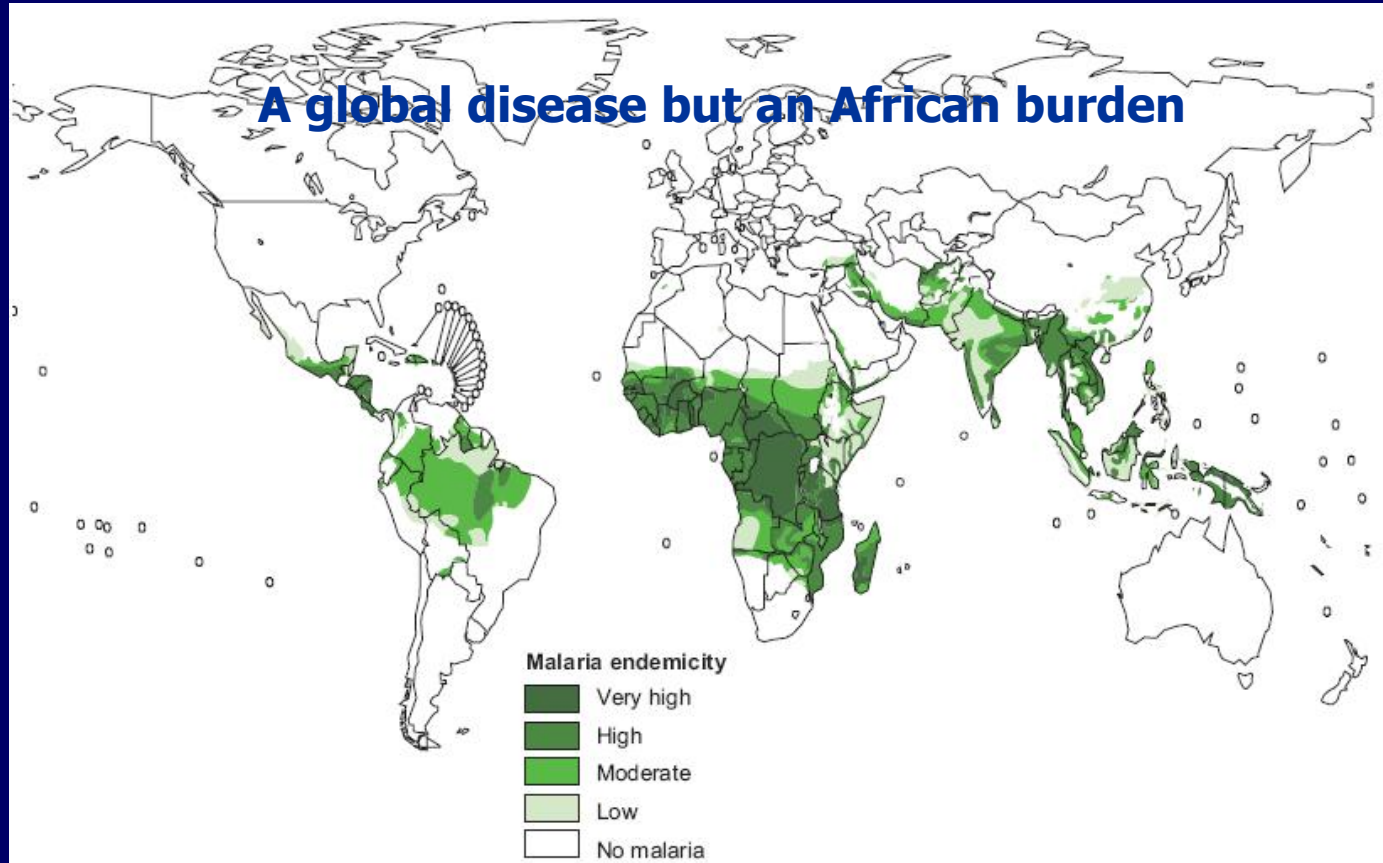 A global disease but an African burden
Malaria endemicity
Very high
High
Moderate
Low
No malaria